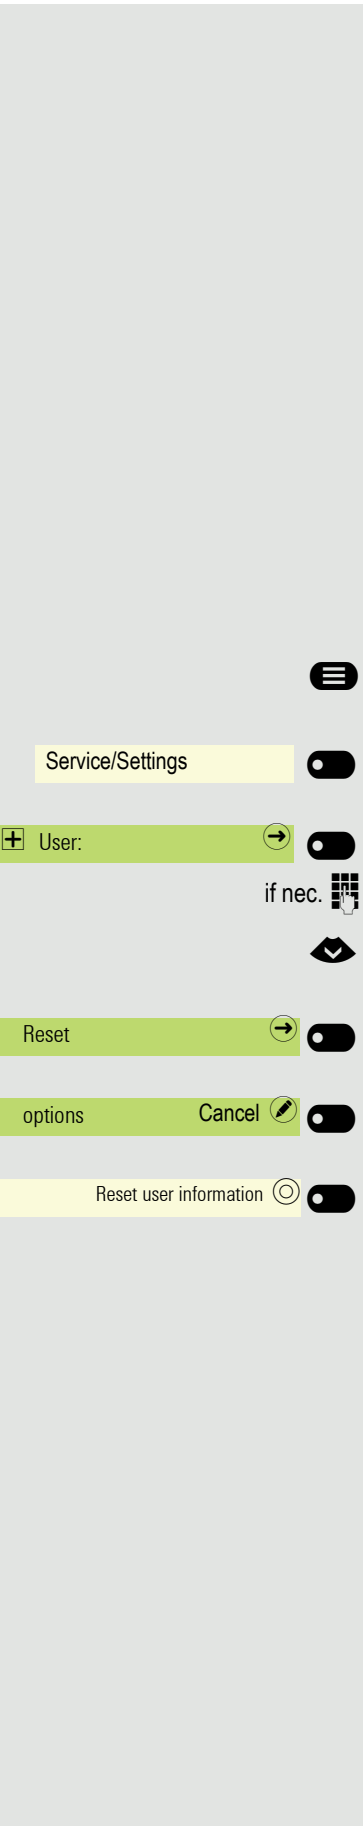 Service/Settings
User:
if nec.
Reset
options Cancel
Reset user information